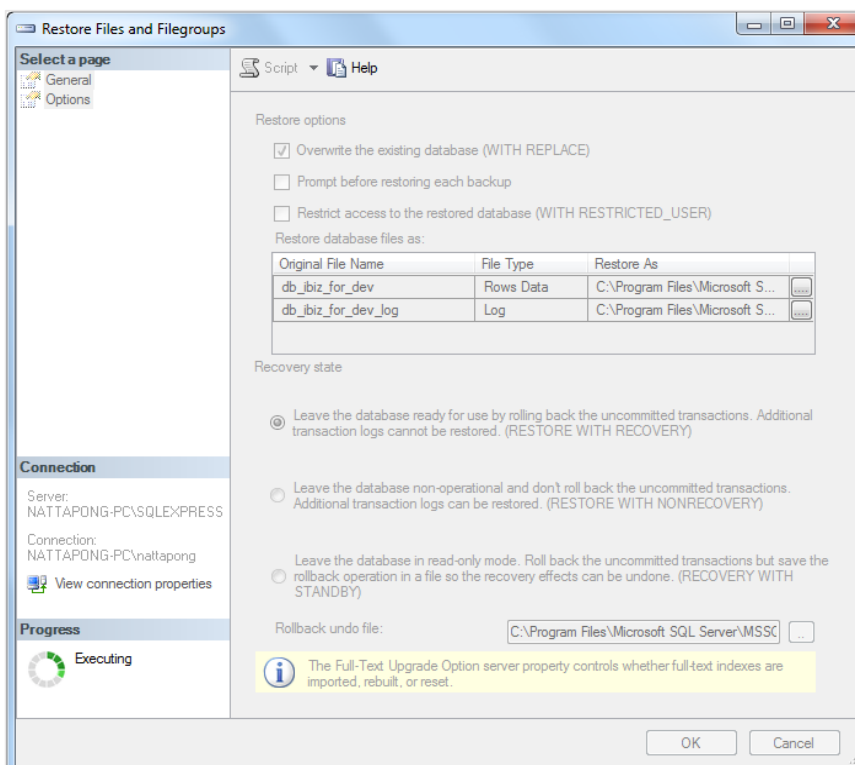 Restore Files and Filegroups
Select a page
General
Options
Script
Help
Restore options
Overwrite the existing database (WITH REPLACE)
Prompt before restoring each backup
Restrict access to the restored database (WITH RESTRICTED_USER)
Restore database files as:
Original File Name File Type Restore As
db_ibiz_for_dev Rows Data C:\Program Files\Microsoft S... ....
db_ibiz_for_dev_log Log C:\Program Files\Microsoft S... ....
Recovery state
Leave the database ready for use by rolling back the uncommitted transactions. Additional
transaction logs cannot be restored. (RESTORE WITH RECOVERY)
Leave the database non-operational and don't roll back the uncommitted transactions.
Additional transaction logs can be restored. (RESTORE WITH NONRECOVERY)
Leave the database in read-only mode. Roll back the uncommitted transactions but save the
rollback operation in a file so the recovery effects can be undone. (RECOVERY WITH
STANDBY)
Rollback undo file: C:\Program Files\Microsoft SQL Server\MSSQ ..
The Full-Text Upgrade Option server property controls whether full-text indexes are
imported, rebuilt, or reset.
Connection
Server:
NATTAPONG-PC\SQLEXPRESS
Connection:
NATTAPONG-PC\nattapong
View connection properties
Progress
Executing
OK
Cancel